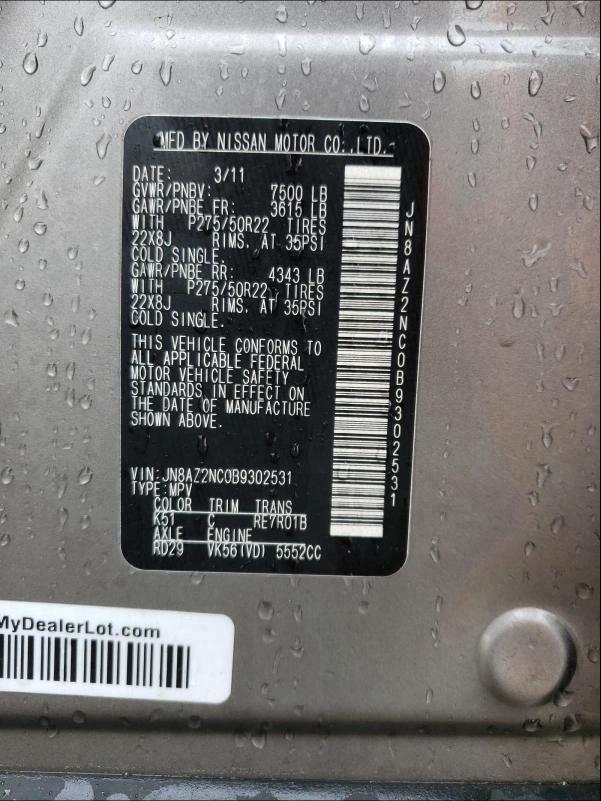 MFD BY NISSAN MOTOR CO.,LTD.
DATE: 3/11
GVWR/PNBV: 7500 LB
GAWR/PNBE FR: 3615 LB
WITH P275/50R22 TIRES
22X8J RIMS. AT 35PSI
COLD SINGLE.
GAWR/PNBE RR: 4343 LB
WITH P275/50R22 TIRES
22X8J RIMS. AT 35PSI
COLD SINGLE.
THIS VEHICLE CONFORMS TO
ALL APPLICABLE FEDERAL
MOTOR VEHICLE SAFETY
STANDARDS IN EFFECT ON
THE DATE OF MANUFACTURE
SHOWN ABOVE.
VIN:JN8AZ2NC0B9302531
TYPE:MPV
COLOR TRIM TRANS
K51 C RE7R01B
AXLE ENGINE
RD29 VK56(VD) 5552CC
JN8AZ2NC0B9302531
MyDealerLot.com